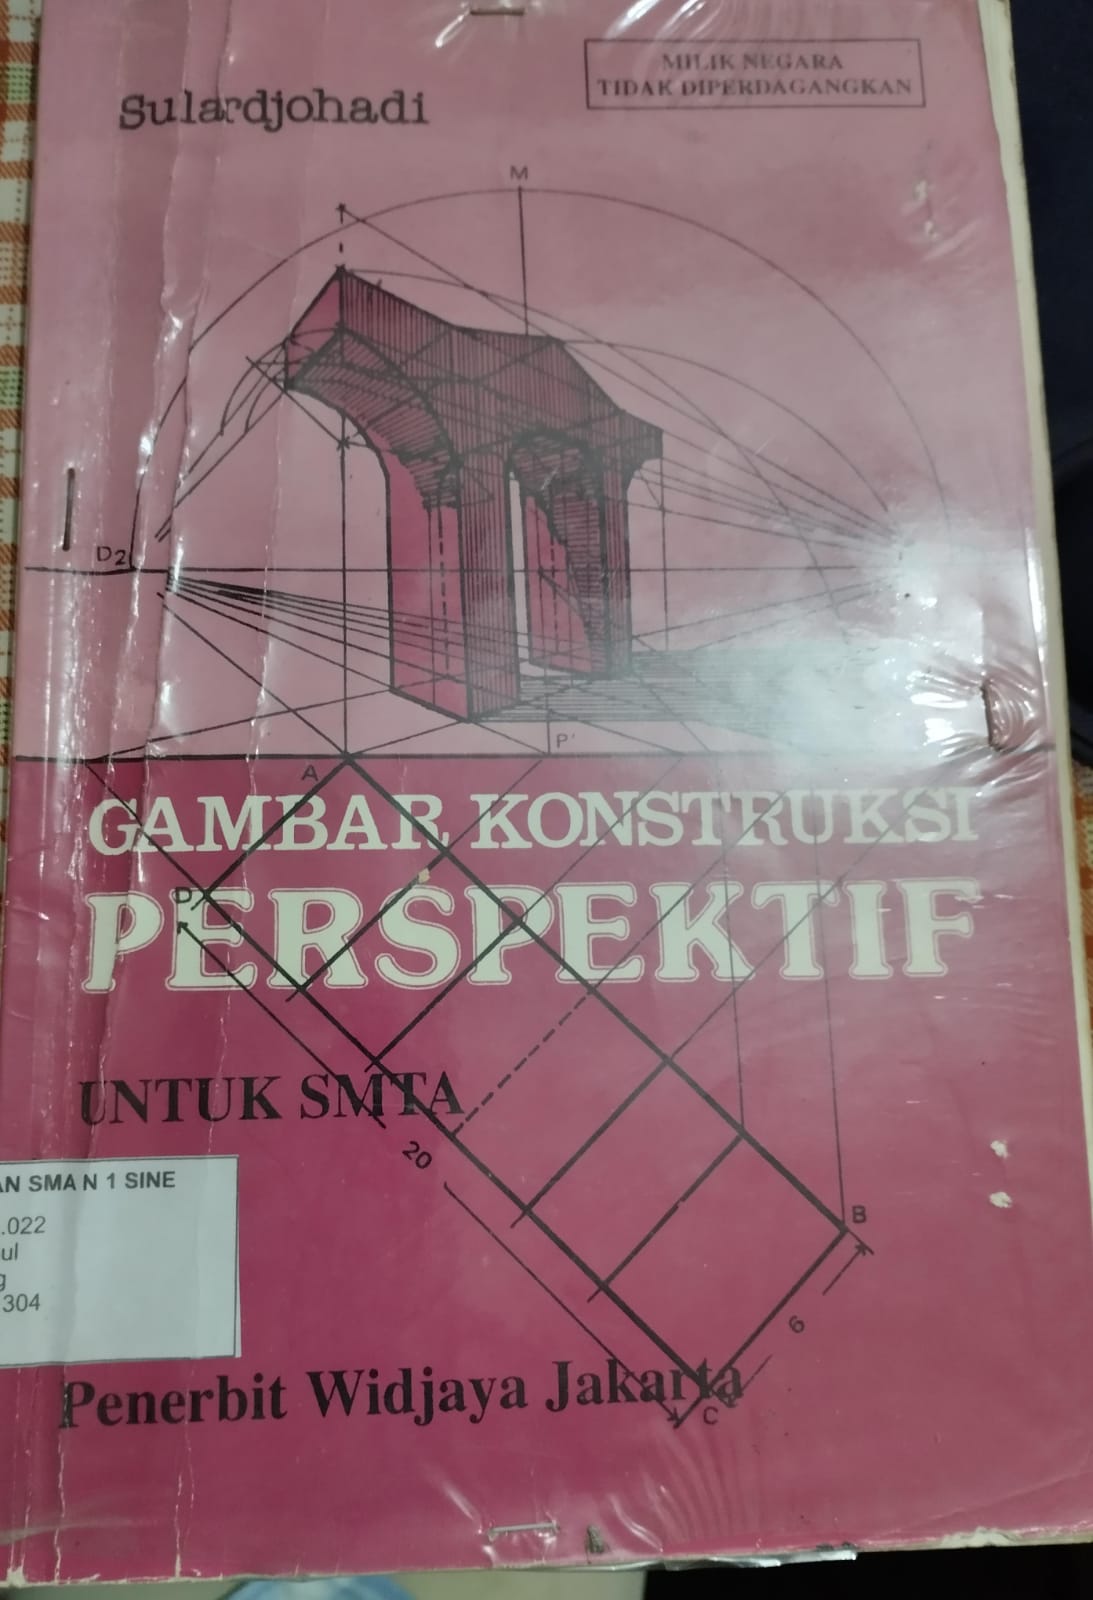 Sulardjohadi
MILIK NEGARA
TIDAK DIPERDAGANGKAN
M
D2
P'
A
GAMBAR KONSTRUKSI
D
PERSPEKTIF
UNTUK SMTA
20
AN SMA N 1 SINE
.022
ul
g
304
B
6
Penerbit Widjaya Jakarta
C